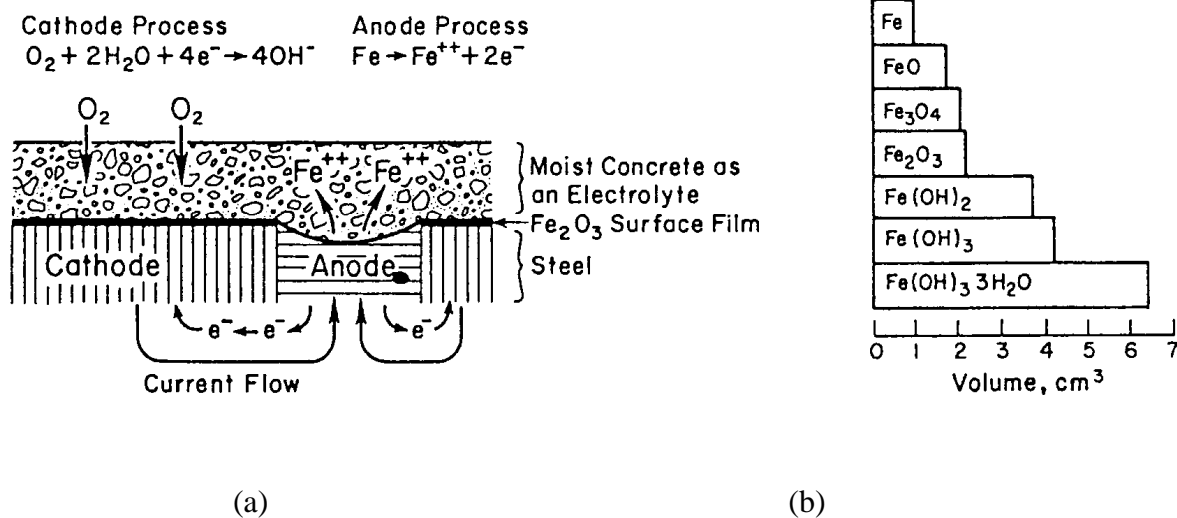 Cathode Process
O₂ + 2H₂O + 4e⁻ → 4OH⁻
Anode Process
Fe → Fe⁺⁺ + 2e⁻
O₂ O₂
Fe⁺⁺ Fe⁺⁺
Moist Concrete as
an Electrolyte
Fe₂O₃ Surface Film
Cathode
Anode
Steel
e⁻ e⁻ e⁻
Current Flow
(a)
Fe
FeO
Fe₃O₄
Fe₂O₃
Fe(OH)₂
Fe(OH)₃
Fe(OH)₃ 3H₂O
0 1 2 3 4 5 6 7
Volume, cm³
(b)